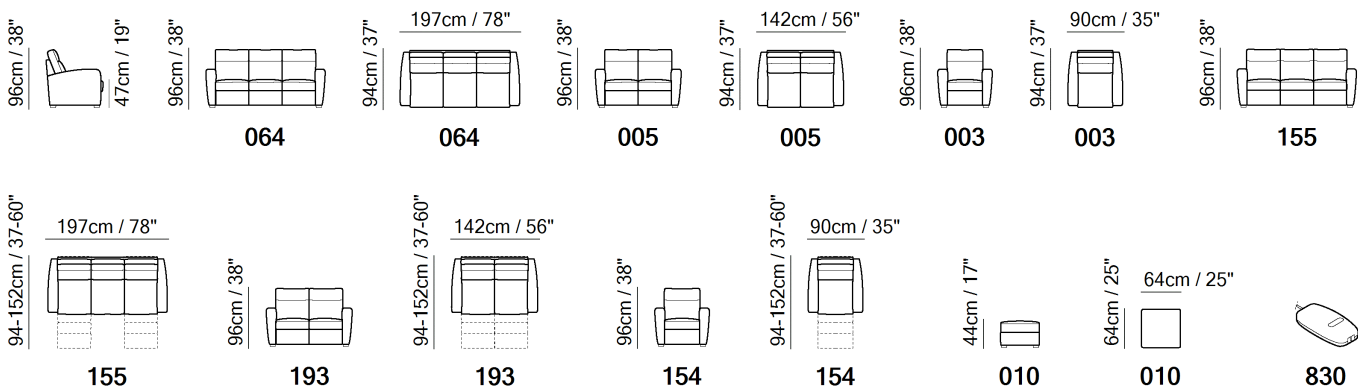 96cm / 38"
47cm / 19"
96cm / 38"
064
94cm / 37"
197cm / 78"
064
96cm / 38"
005
94cm / 37"
142cm / 56"
005
96cm / 38"
003
94cm / 37"
90cm / 35"
003
96cm / 38"
155
94-152cm / 37-60"
197cm / 78"
155
96cm / 38"
193
94-152cm / 37-60"
142cm / 56"
193
96cm / 38"
154
94-152cm / 37-60"
90cm / 35"
154
44cm / 17"
010
64cm / 25"
64cm / 25"
010
830